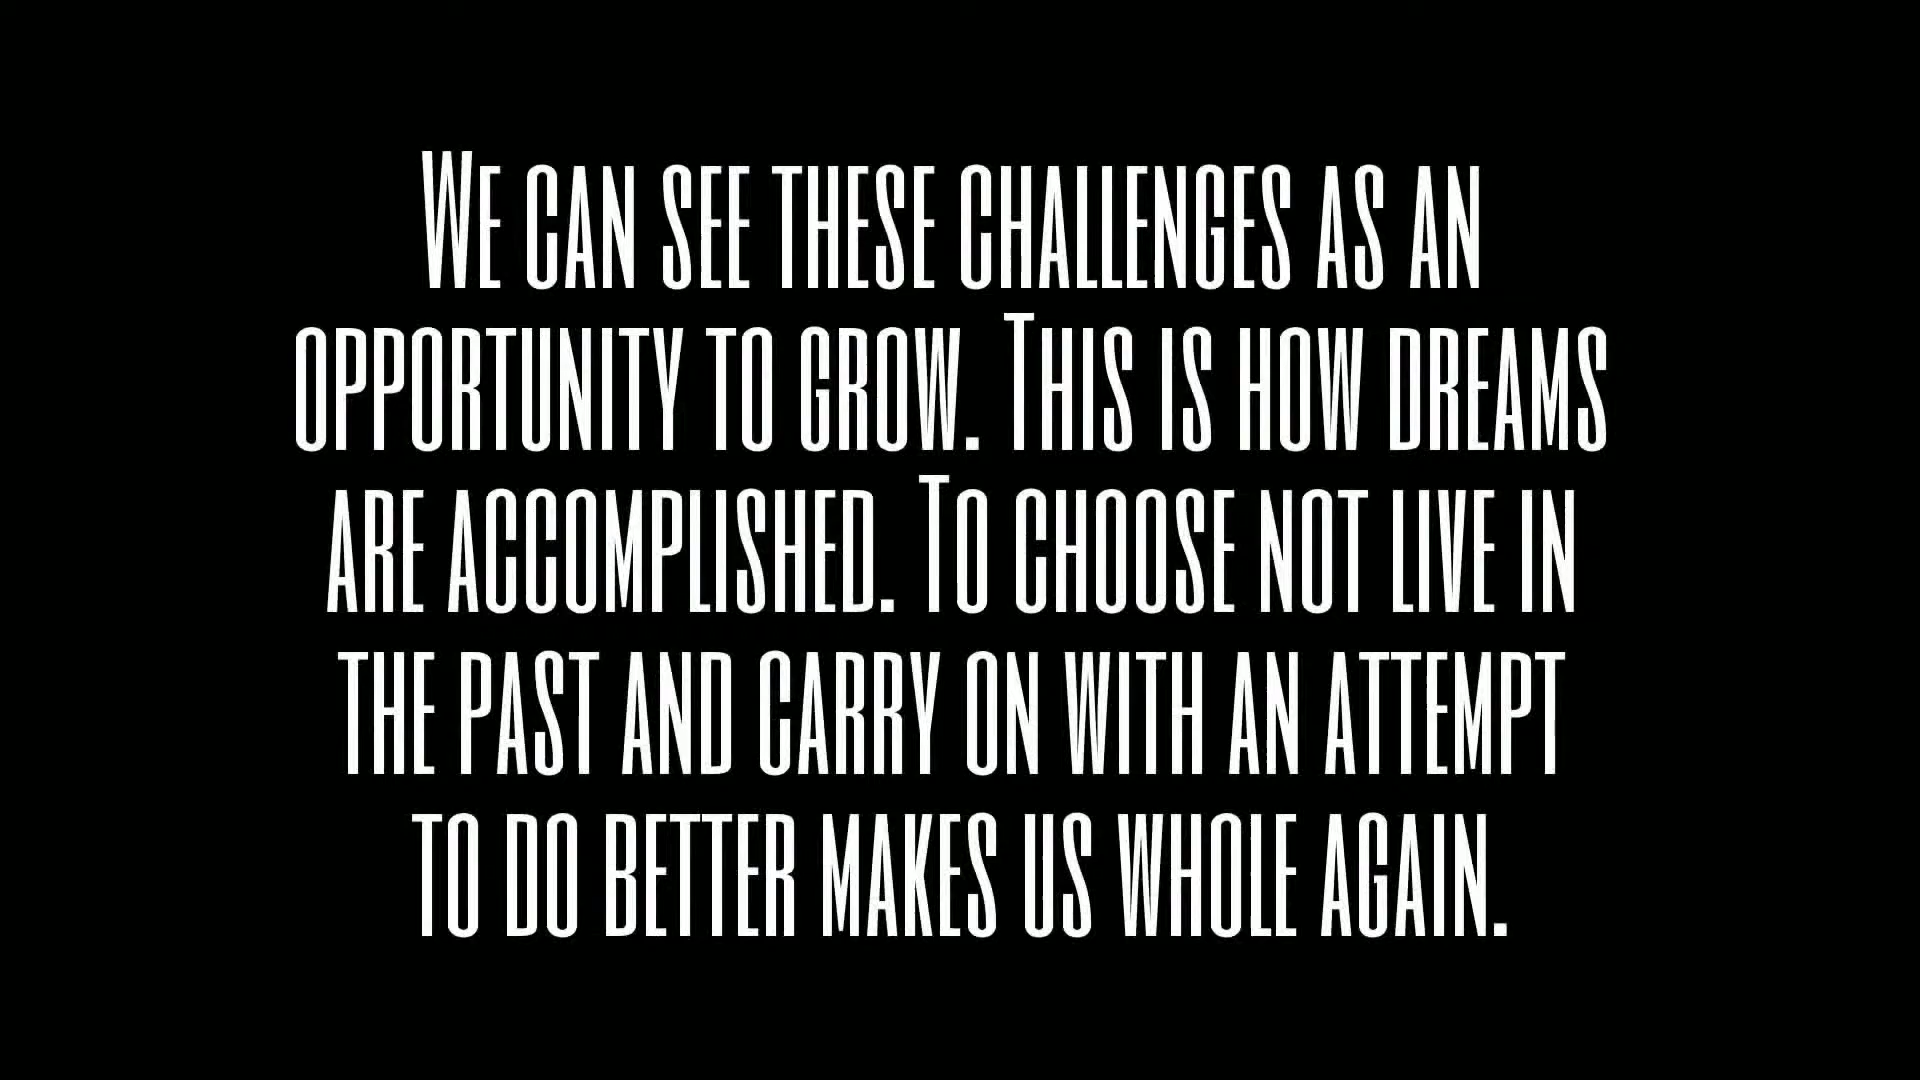 We can see these challenges as an
opportunity to grow. This is how dreams
are accomplished. To choose not live in
the past and carry on with an attempt
to do better makes us whole again.